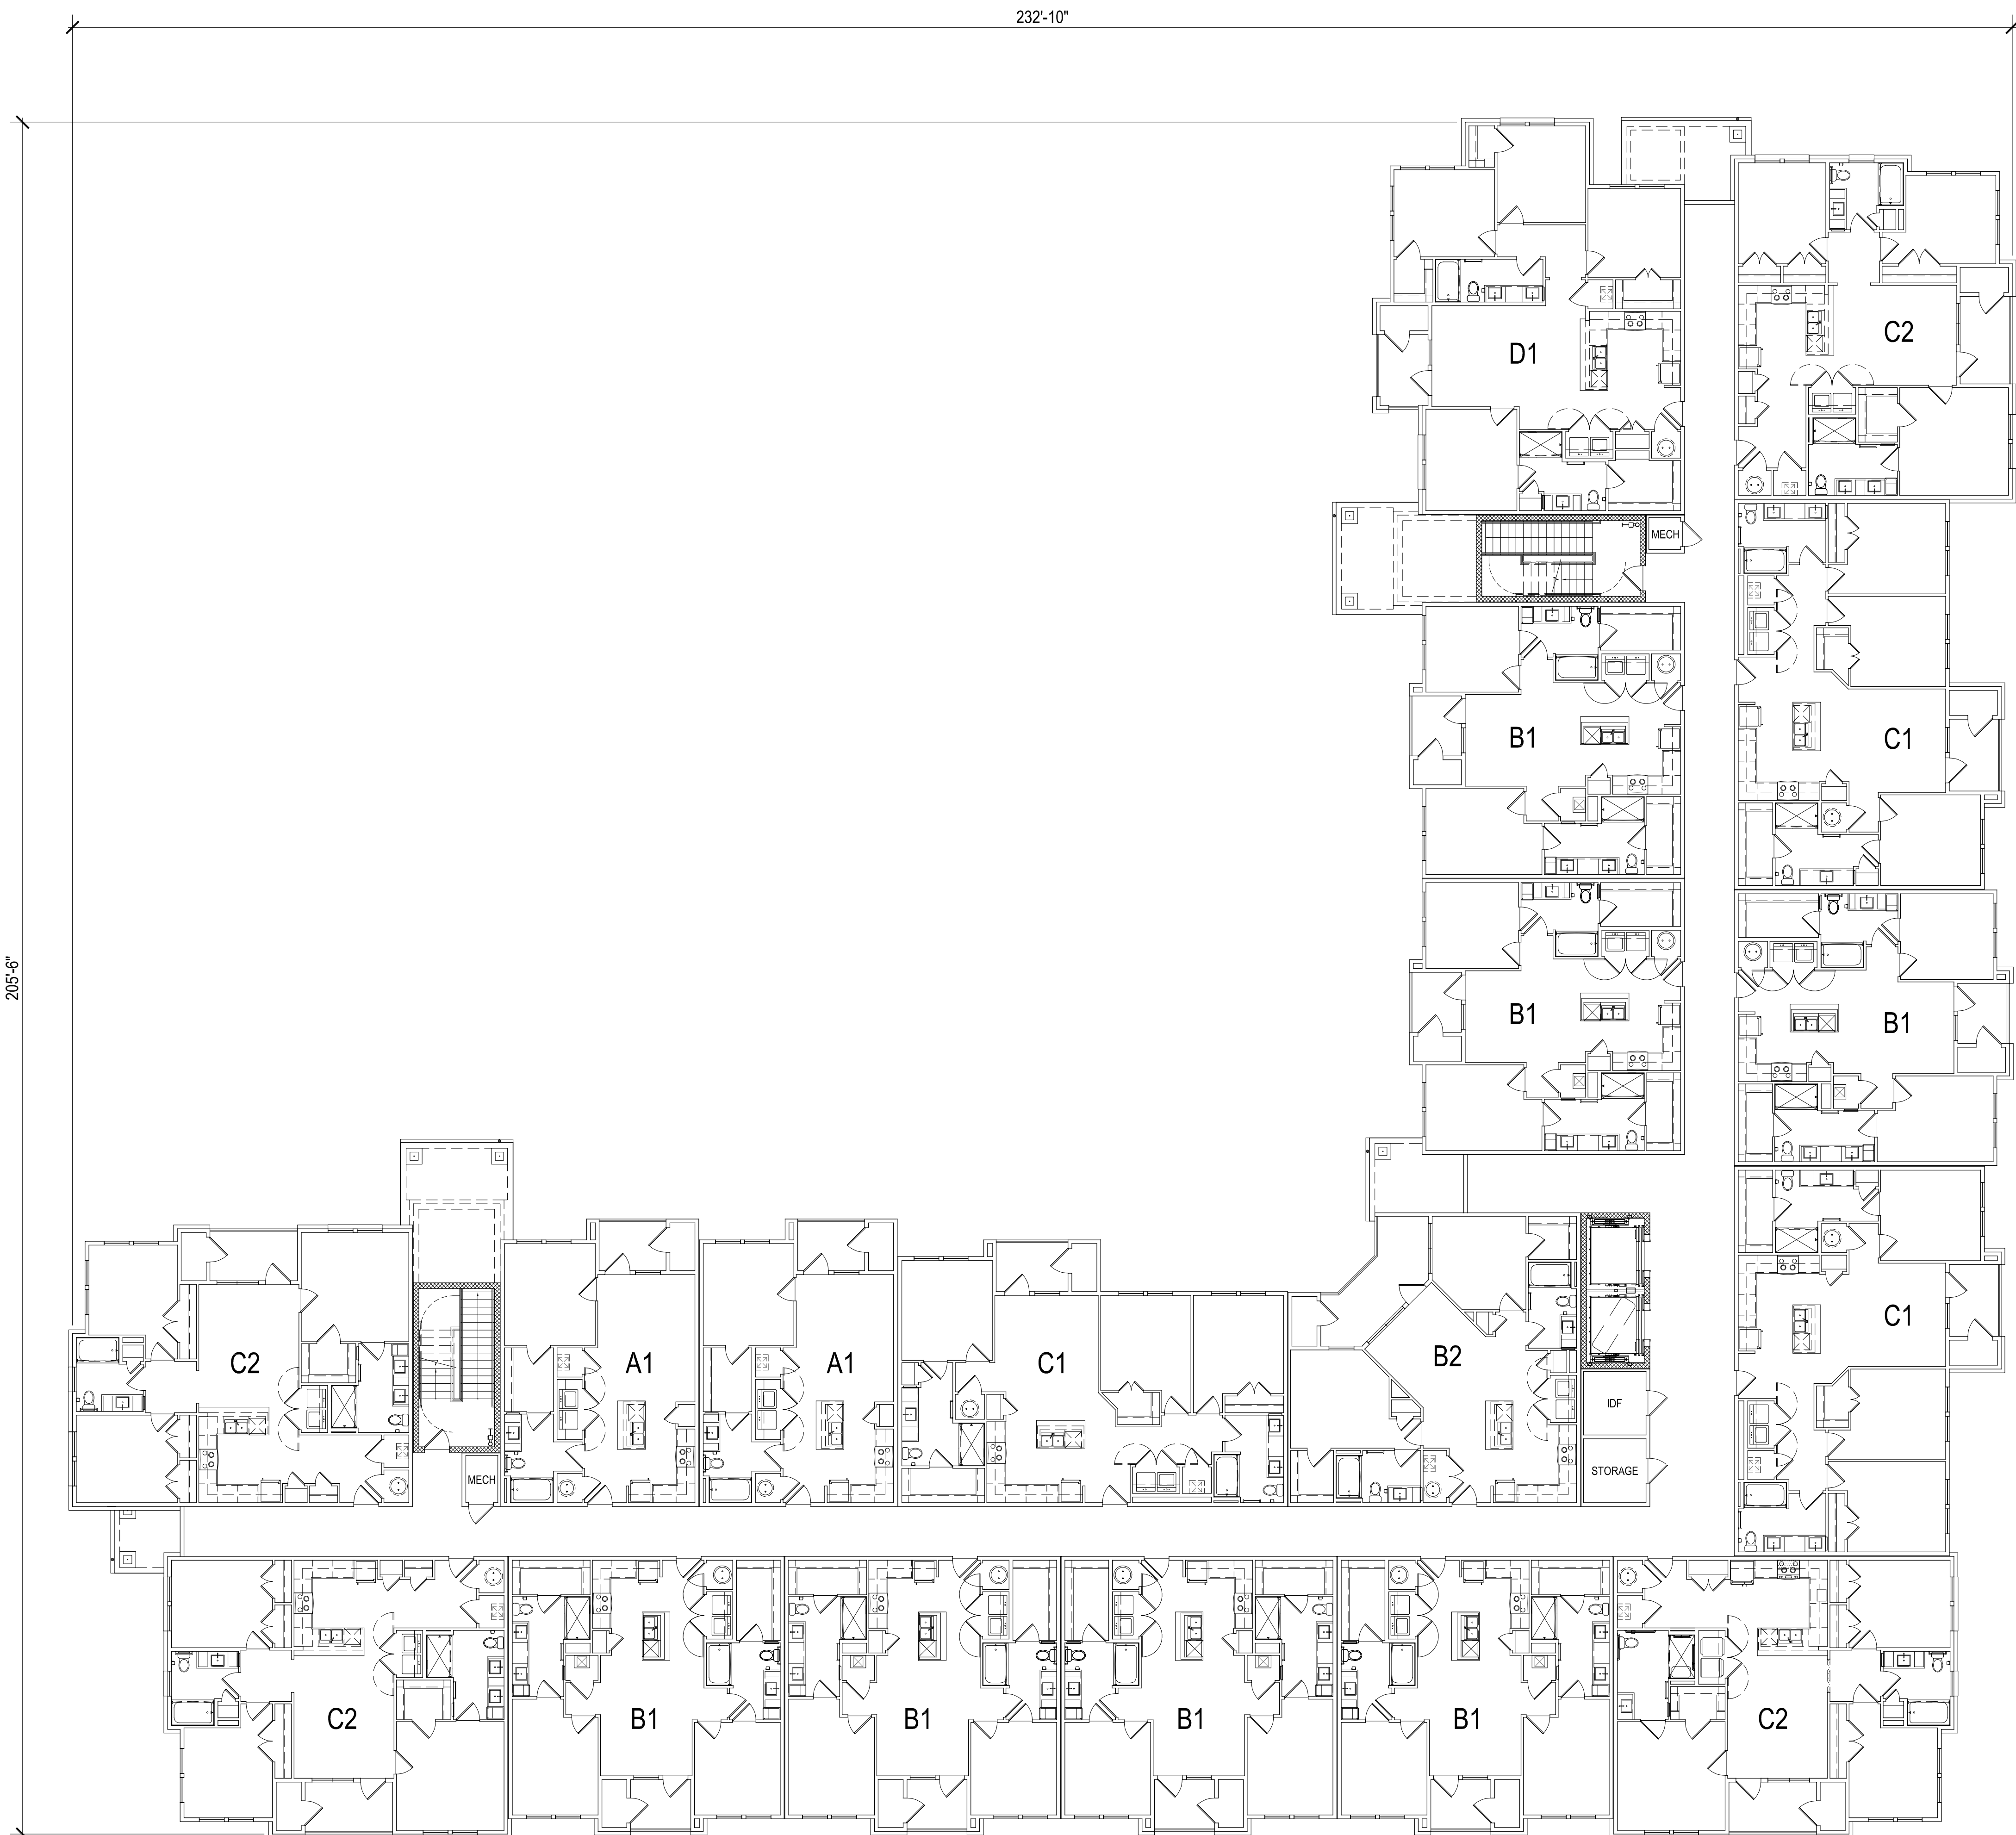 232'-10"
205'-6"
D1
C2
MECH
B1
C1
B1
B1
C1
C2
A1
A1
C1
B2
IDF
STORAGE
MECH
C2
B1
B1
B1
B1
C2